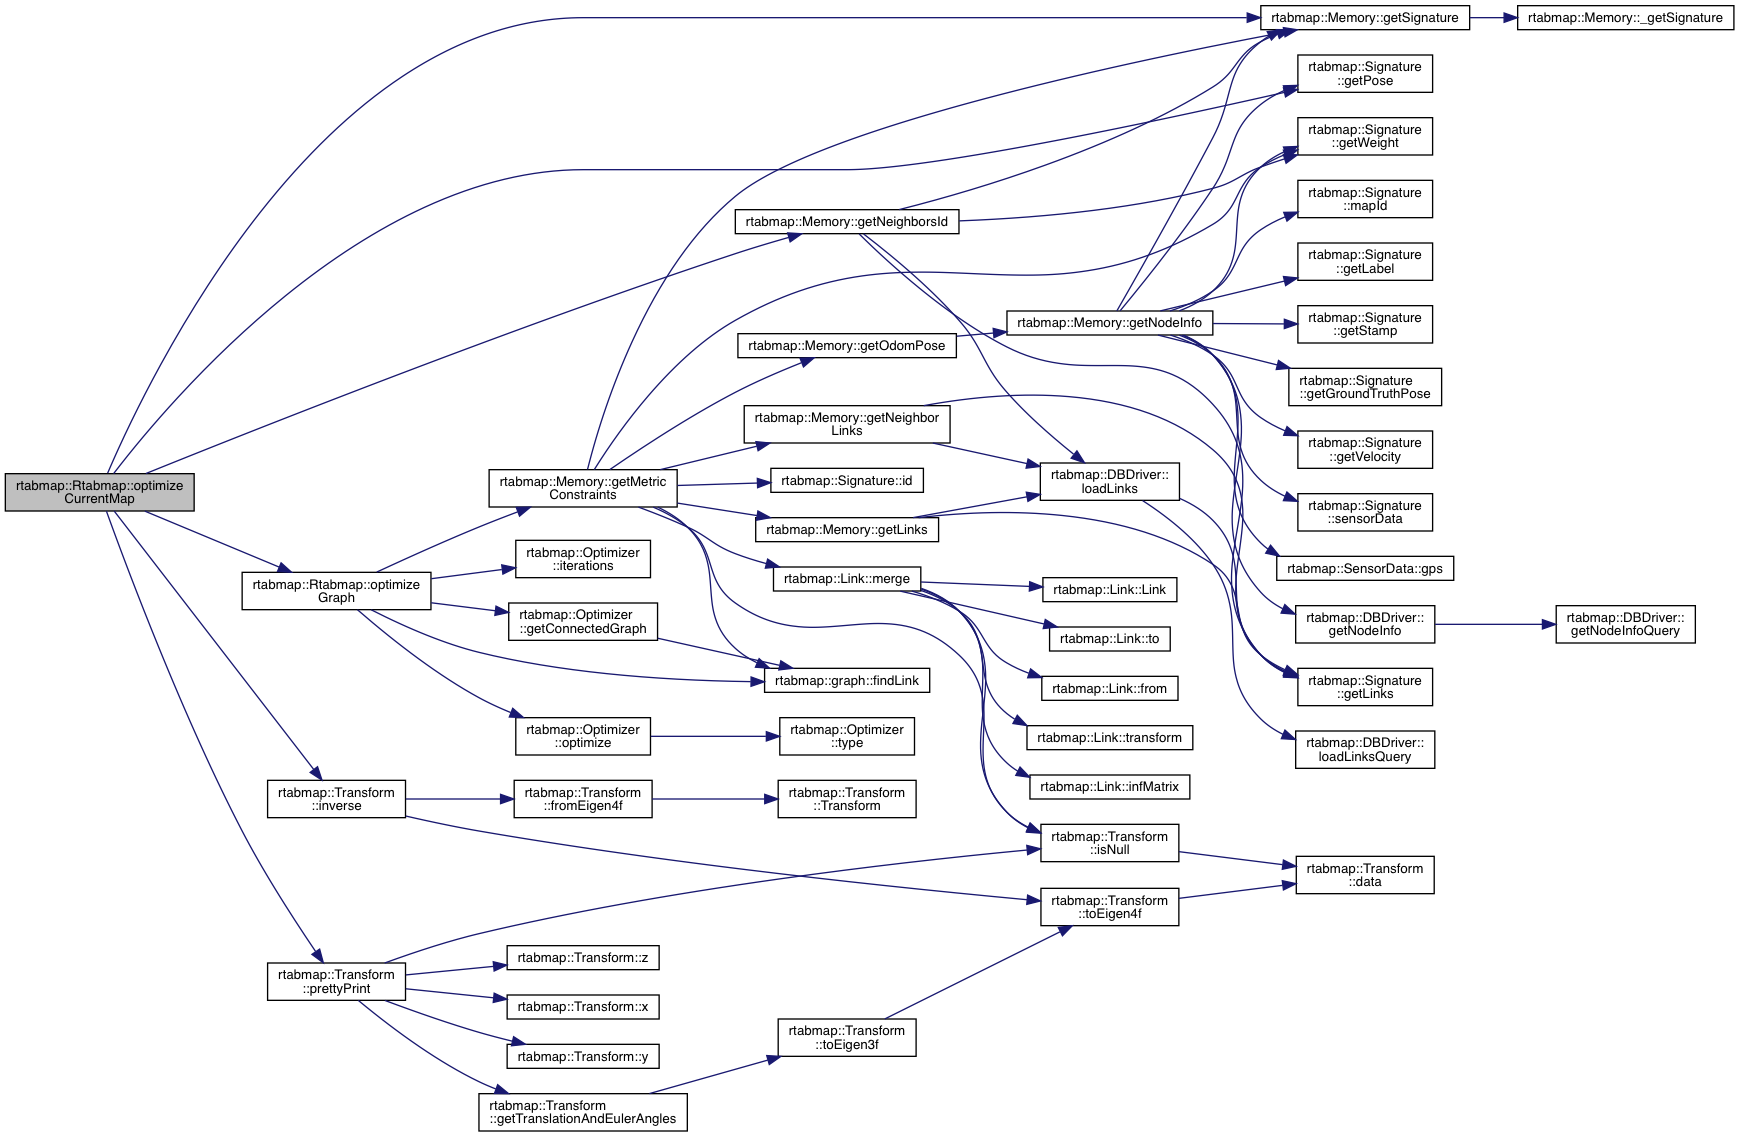 rtabmap::Rtabmap::optimize
CurrentMap
rtabmap::Rtabmap::optimize
Graph
rtabmap::Transform
::inverse
rtabmap::Transform
::prettyPrint
rtabmap::Memory::getMetric
Constraints
rtabmap::Optimizer
::iterations
rtabmap::Optimizer
::getConnectedGraph
rtabmap::Optimizer
::optimize
rtabmap::Transform
::fromEigen4f
rtabmap::Transform::z
rtabmap::Transform::x
rtabmap::Transform::y
rtabmap::Transform
::getTranslationAndEulerAngles
rtabmap::Memory::getNeighborsId
rtabmap::Memory::getOdomPose
rtabmap::Memory::getNeighbor
Links
rtabmap::Signature::id
rtabmap::Memory::getLinks
rtabmap::Link::merge
rtabmap::graph::findLink
rtabmap::Optimizer
::type
rtabmap::Transform
::Transform
rtabmap::Transform
::toEigen3f
rtabmap::Memory::getNodeInfo
rtabmap::DBDriver::
loadLinks
rtabmap::Link::Link
rtabmap::Link::to
rtabmap::Link::from
rtabmap::Link::transform
rtabmap::Link::infMatrix
rtabmap::Transform
::isNull
rtabmap::Transform
::toEigen4f
rtabmap::Memory::getSignature
rtabmap::Signature
::getPose
rtabmap::Signature
::getWeight
rtabmap::Signature
::mapId
rtabmap::Signature
::getLabel
rtabmap::Signature
::getStamp
rtabmap::Signature
::getGroundTruthPose
rtabmap::Signature
::getVelocity
rtabmap::Signature
::sensorData
rtabmap::SensorData::gps
rtabmap::DBDriver::
getNodeInfo
rtabmap::Signature
::getLinks
rtabmap::DBDriver::
loadLinksQuery
rtabmap::Transform
::data
rtabmap::Memory::_getSignature
rtabmap::DBDriver::
getNodeInfoQuery